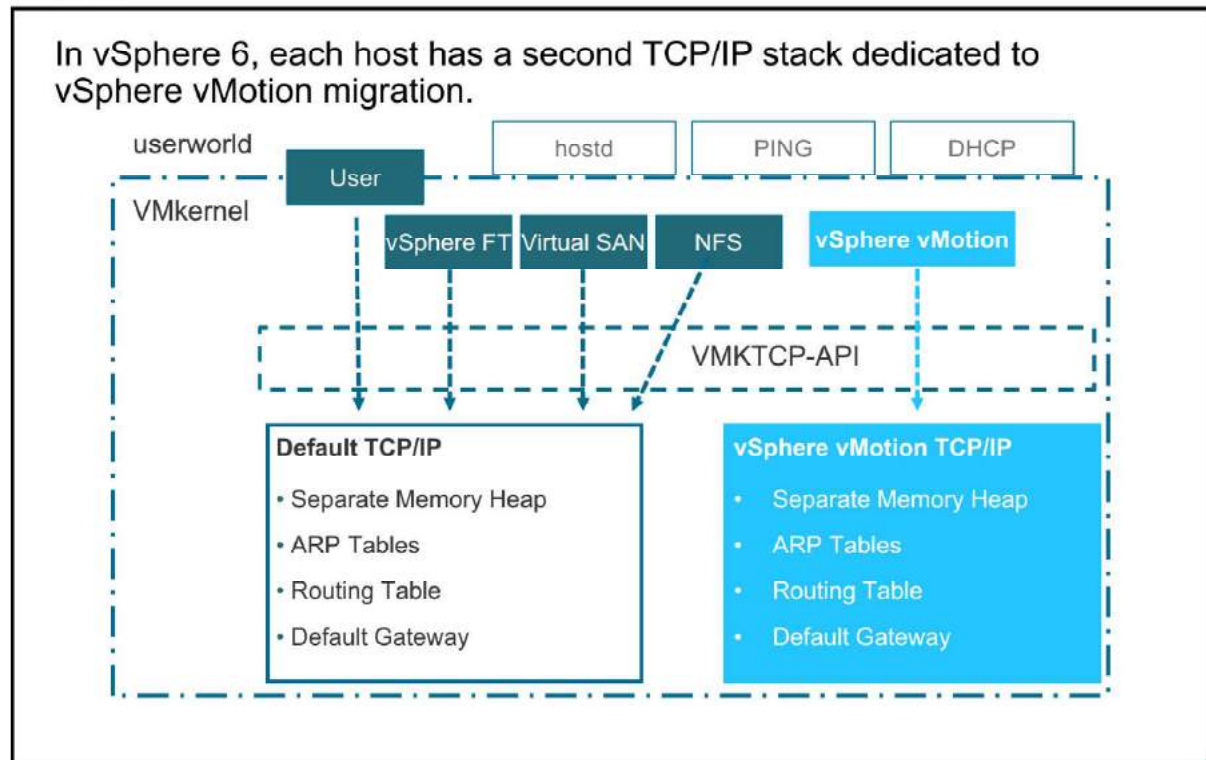 In vSphere 6, each host has a second TCP/IP stack dedicated to
vSphere vMotion migration.
userworld
hostd
PING
DHCP
User
VMkernel
vSphere FT
Virtual SAN
NFS
vSphere vMotion
VMKTCP-API
Default TCP/IP
• Separate Memory Heap
• ARP Tables
• Routing Table
• Default Gateway
vSphere vMotion TCP/IP
• Separate Memory Heap
• ARP Tables
• Routing Table
• Default Gateway